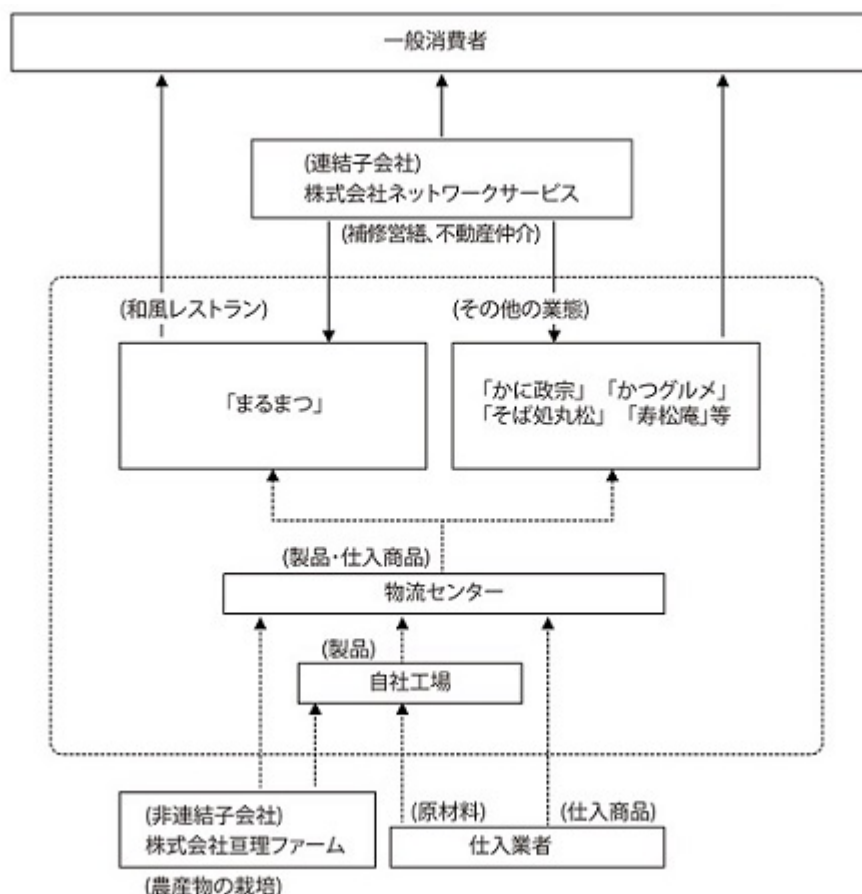 一般消費者
(連結子会社)
株式会社ネットワークサービス
(補修営繕、不動産仲介)
(和風レストラン)
(その他の業態)
「まるまつ」
「かに政宗」 「かつグルメ」
「そば処丸松」 「寿松庵」等
(製品・仕入商品)
物流センター
(製品)
自社工場
(非連結子会社)
株式会社亘理ファーム
(農産物の栽培)
(原材料)
(仕入商品)
仕入業者